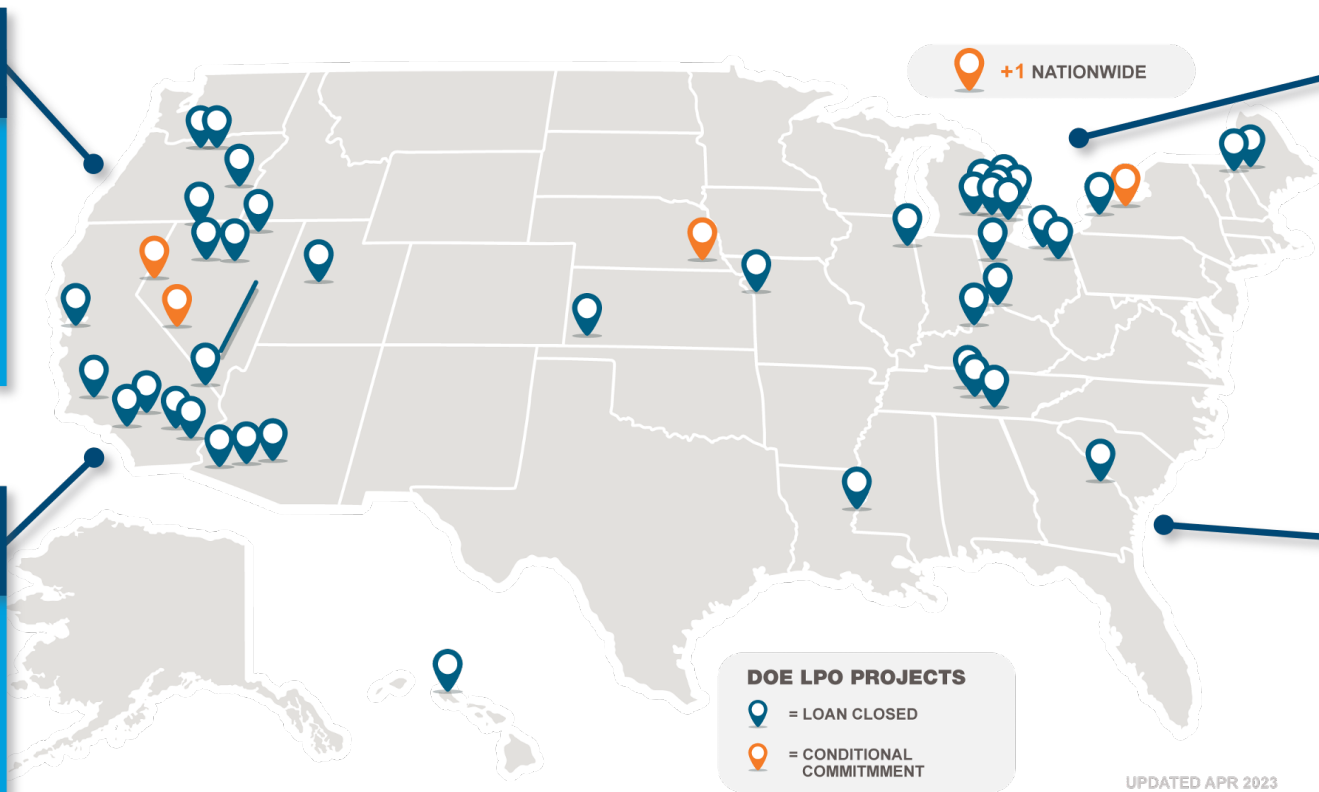 +1 NATIONWIDE
DOE LPO PROJECTS
= LOAN CLOSED
= CONDITIONAL
COMMITMMENT
UPDATED APR 2023